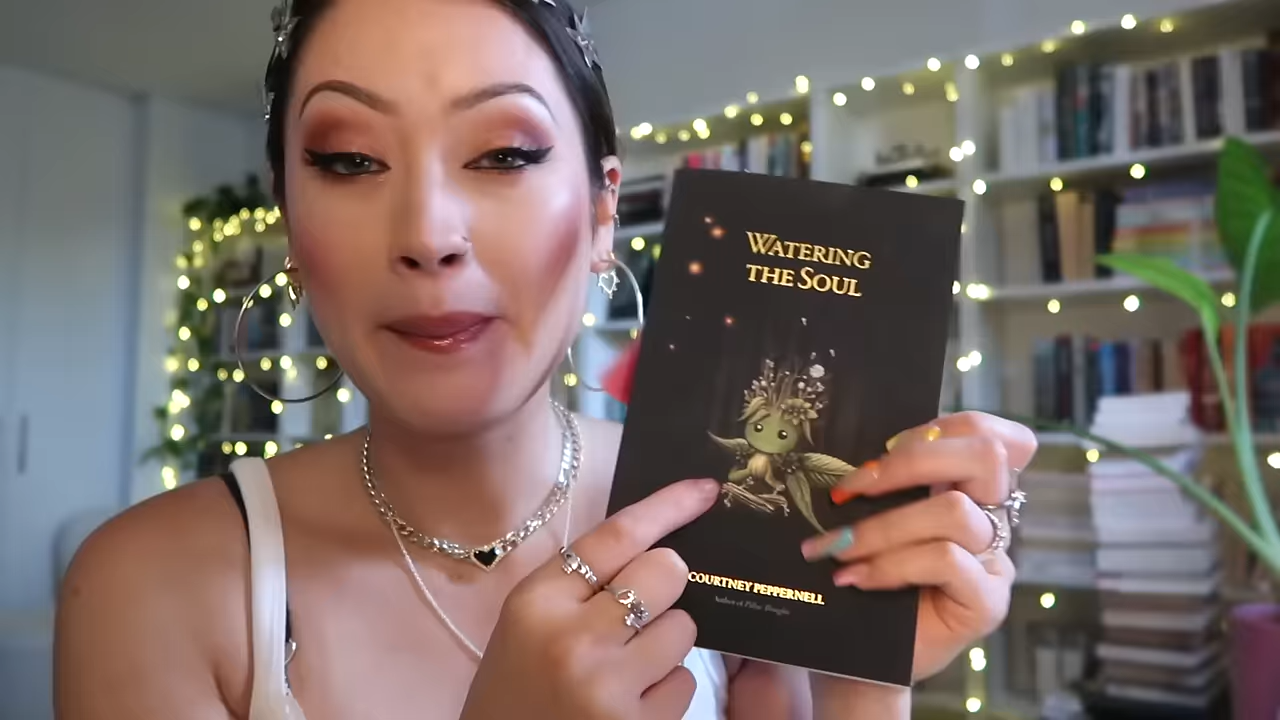 WATERING
THE SOUL
COURTNEY PEPPERNELL
Author of Pillow Thoughts